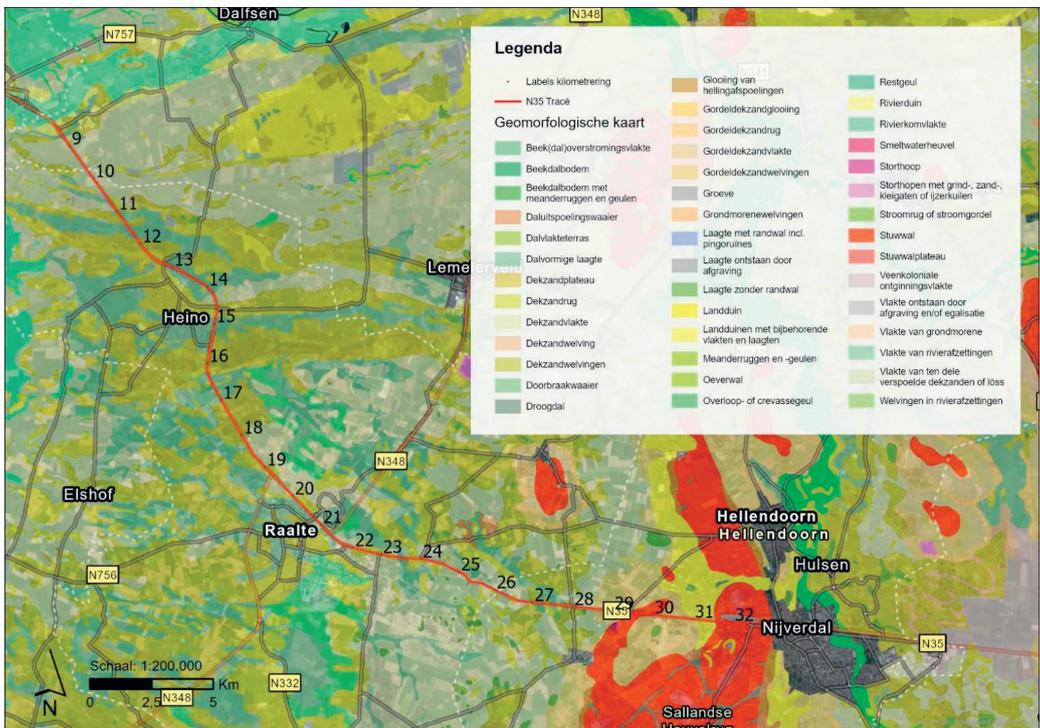 Dalfsen
N348
N757
N341
Legenda
Labels kilometrering
N35 Tracé
Geomorfologische kaart
Beek(dal)overstromingsvlakte
Beekdalbodem
Beekdalbodem met
meanderruggen en geulen
Daluitspoelingswaaier
Dalvlakteterras
Dalvormige laagte
Dekzandplateau
Dekzandrug
Dekzandvlakte
Dekzandwelving
Dekzandwelvingen
Doorbraakwaaier
Droogdal
Glooiing van
hellingafspoelingen
Gordeldekzandglooiing
Gordeldekzandrug
Gordeldekzandvlakte
Gordeldekzandwelvingen
Groeve
Grondmorenewelvingen
Laagte met randwal incl.
pingoruïnes
Laagte ontstaan door
afgraving
Laagte zonder randwal
Landduin
Landduinen met bijbehorende
vlakten en laagten
Meanderruggen en -geulen
Oeverwal
Overloop- of crevassegeul
Restgeul
Rivierduin
Rivierkomvlakte
Smeltwaterheuvel
Storthoop
Storthopen met grind-, zand-,
kleigaten of ijzerkuilen
Stroomrug of stroomgordel
Stuwwal
Stuwwalplateau
Veenkoloniale
ontginningsvlakte
Vlakte ontstaan door
afgraving en/of egalisatie
Vlakte van grondmorene
Vlakte van rivierafzettingen
Vlakte van ten dele
verspoelde dekzanden of löss
Welvingen in rivierafzettingen
9
10
11
12
13
14
Lemelerveld
Heino
15
16
17
18
19
N348
20
Elshof
21
Raalte
22
23
24
25
26
27
28
29
N35
30
31
32
Hellendoorn
Hellendoorn
Hulsen
Nijverdal
N35
N756
Schaal: 1:200.000
Km
0
2,5
5
N348
N332
N
Sallandse
Heuvelrug